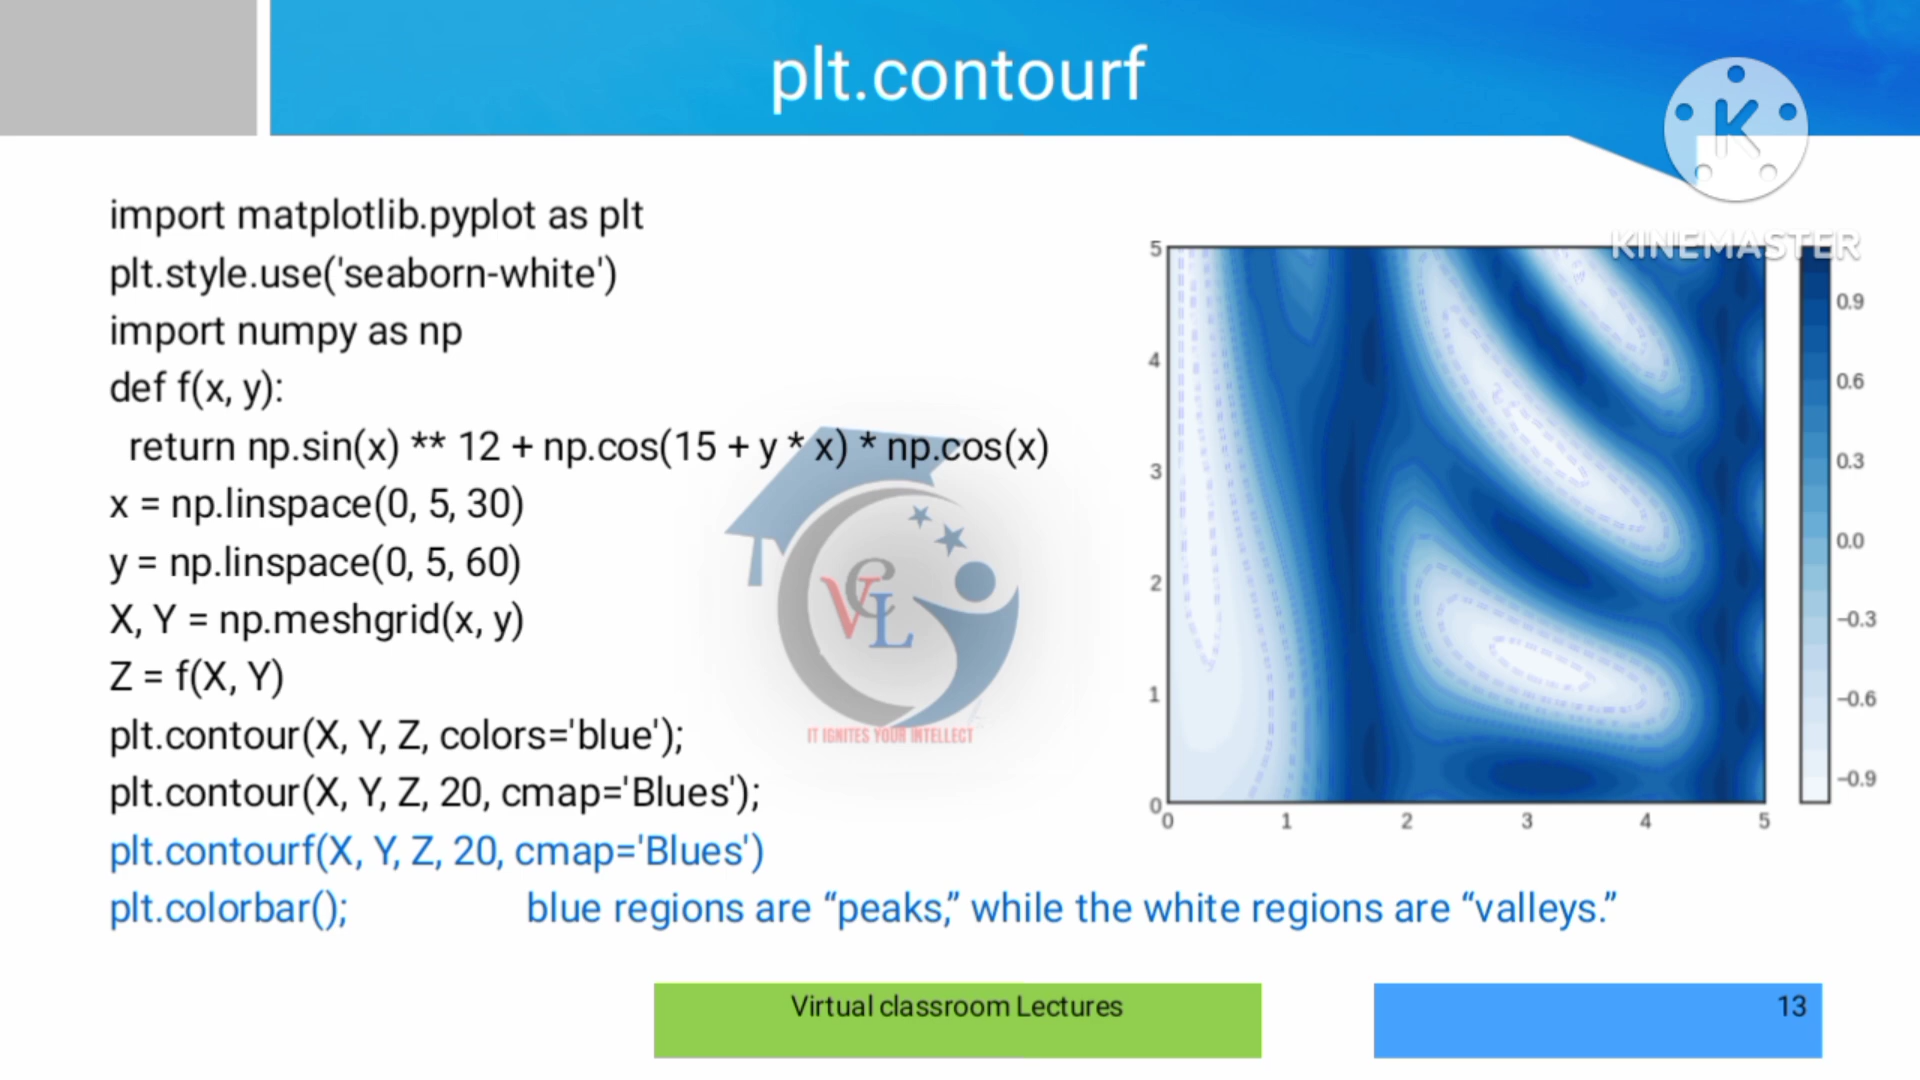 plt.contourf
K
KINEMASTER
import matplotlib.pyplot as plt
plt.style.use('seaborn-white')
import numpy as np
def f(x, y):
return np.sin(x) ** 12 + np.cos(15 + y * x) * np.cos(x)
x = np.linspace(0, 5, 30)
y = np.linspace(0, 5, 60)
X, Y = np.meshgrid(x, y)
Z = f(X, Y)
plt.contour(X, Y, Z, colors='blue');
plt.contour(X, Y, Z, 20, cmap='Blues');
plt.contourf(X, Y, Z, 20, cmap='Blues')
plt.colorbar();
blue regions are “peaks,” while the white regions are “valleys.”
VCL
IT IGNITES YOUR INTELLECT
5
4
3
2
1
0
0 1 2 3 4 5
0.9
0.6
0.3
0.0
−0.3
−0.6
−0.9
Virtual classroom Lectures
13